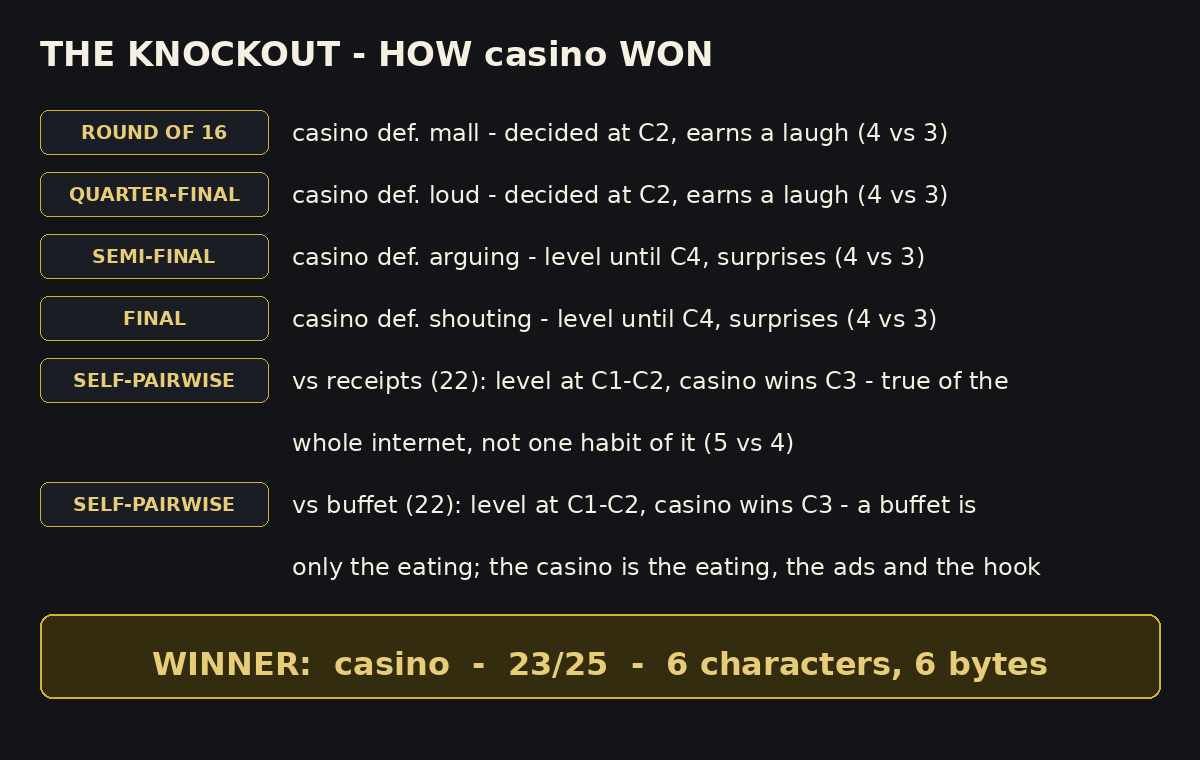 THE KNOCKOUT - HOW casino WON
ROUND OF 16 casino def. mall - decided at C2, earns a laugh (4 vs 3)
QUARTER-FINAL casino def. loud - decided at C2, earns a laugh (4 vs 3)
SEMI-FINAL casino def. arguing - level until C4, surprises (4 vs 3)
FINAL casino def. shouting - level until C4, surprises (4 vs 3)
SELF-PAIRWISE vs receipts (22): level at C1-C2, casino wins C3 - true of the
whole internet, not one habit of it (5 vs 4)
SELF-PAIRWISE vs buffet (22): level at C1-C2, casino wins C3 - a buffet is
only the eating; the casino is the eating, the ads and the hook
WINNER: casino - 23/25 - 6 characters, 6 bytes